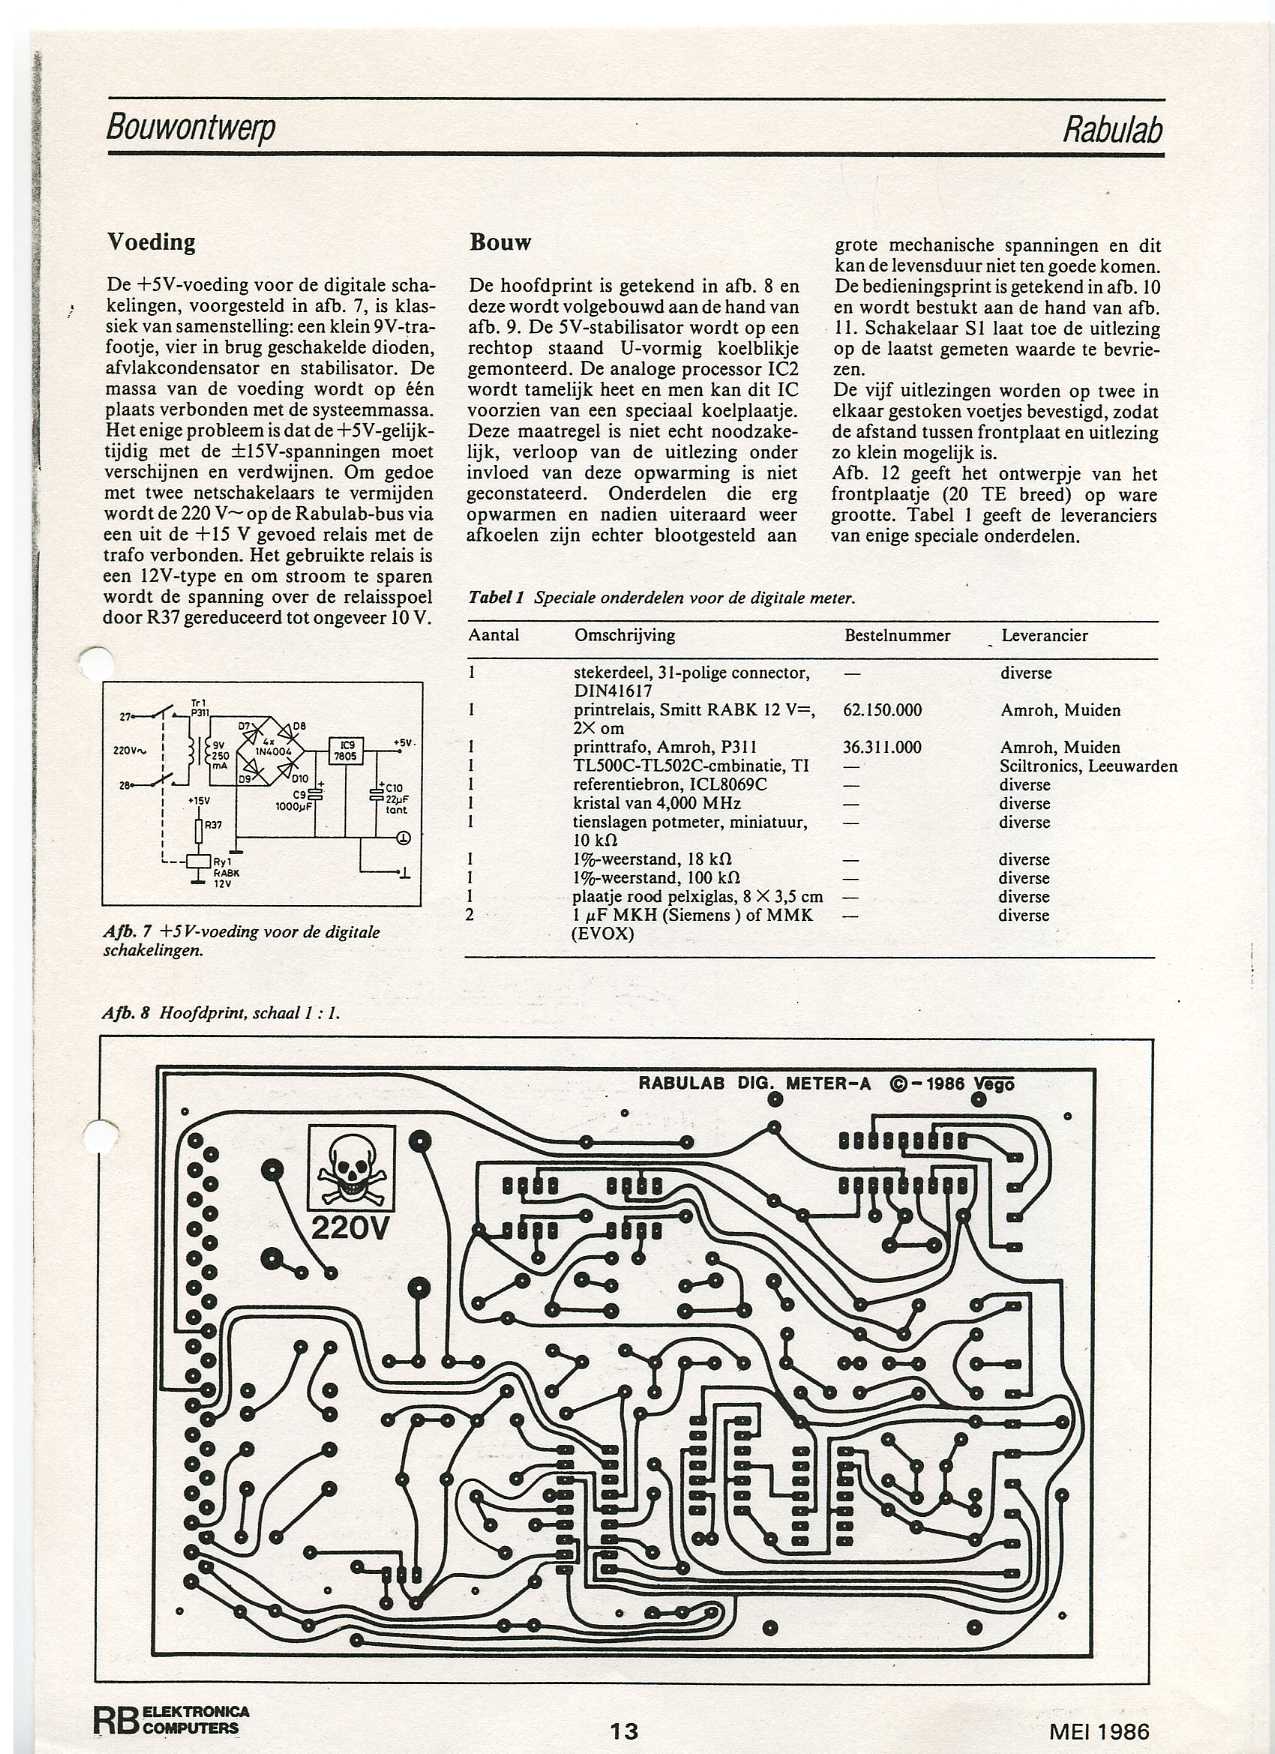 Bouwontwerp
Rabulab
Voeding
De +5V-voeding voor de digitale scha-
kelingen, voorgesteld in afb. 7, is klas-
siek van samenstelling: een klein 9V-tra-
footje, vier in brug geschakelde dioden,
afvlakcondensator en stabilisator. De
massa van de voeding wordt op één
plaats verbonden met de systeemmassa.
Het enige probleem is dat de +5V-gelijk-
tijdig met de ±15V-spanningen moet
verschijnen en verdwijnen. Om gedoe
met twee netschakelaars te vermijden
wordt de 220 V~ op de Rabulab-bus via
een uit de +15 V gevoed relais met de
trafo verbonden. Het gebruikte relais is
een 12V-type en om stroom te sparen
wordt de spanning over de relaisspoel
door R37 gereduceerd tot ongeveer 10 V.
27
28
220V~
Tr1
P311
9V
250
mA
D7
D8
4x
1N4004
D9
D10
C9
1000µF
IC9
7805
+5V
C10
22µF
tant.
+15V
R37
Ry1
RABK
12V
Afb. 7 +5V-voeding voor de digitale
schakelingen.
Bouw
De hoofdprint is getekend in afb. 8 en
deze wordt volgebouwd aan de hand van
afb. 9. De 5V-stabilisator wordt op een
rechtop staand U-vormig koelblikje
gemonteerd. De analoge processor IC2
wordt tamelijk heet en men kan dit IC
voorzien van een speciaal koelplaatje.
Deze maatregel is niet echt noodzake-
lijk, verloop van de uitlezing onder
invloed van deze opwarming is niet
geconstateerd. Onderdelen die erg
opwarmen en nadien uiteraard weer
afkoelen zijn echter blootgesteld aan
grote mechanische spanningen en dit
kan de levensduur niet ten goede komen.
De bedieningsprint is getekend in afb. 10
en wordt bestukt aan de hand van afb.
11. Schakelaar S1 laat toe de uitlezing
op de laatst gemeten waarde te bevrie-
zen.
De vijf uitlezingen worden op twee in
elkaar gestoken voetjes bevestigd, zodat
de afstand tussen frontplaat en uitlezing
zo klein mogelijk is.
Afb. 12 geeft het ontwerpje van het
frontplaatje (20 TE breed) op ware
grootte. Tabel 1 geeft de leveranciers
van enige speciale onderdelen.
Tabel 1 Speciale onderdelen voor de digitale meter.
Aantal Omschrijving Bestelnummer Leverancier
1 stekerdeel, 31-polige connector, — diverse
DIN41617
1 printrelais, Smitt RABK 12 V=, 62.150.000 Amroh, Muiden
2X om
1 printtrafo, Amroh, P311 36.311.000 Amroh, Muiden
1 TL500C-TL502C-cmbinatie, TI — Sciltronics, Leeuwarden
1 referentiebron, ICL8069C — diverse
1 kristal van 4,000 MHz — diverse
1 tienslagen potmeter, miniatuur, — diverse
10 kΩ
1 1%-weerstand, 18 kΩ — diverse
1 1%-weerstand, 100 kΩ — diverse
1 plaatje rood pelxiglas, 8 X 3,5 cm — diverse
2 1 µF MKH (Siemens ) of MMK — diverse
(EVOX)
Afb. 8 Hoofdprint, schaal 1 : 1.
RABULAB DIG. METER-A ©-1986 Vego
220V
RB ELEKTRONICA
COMPUTERS
13
MEI 1986